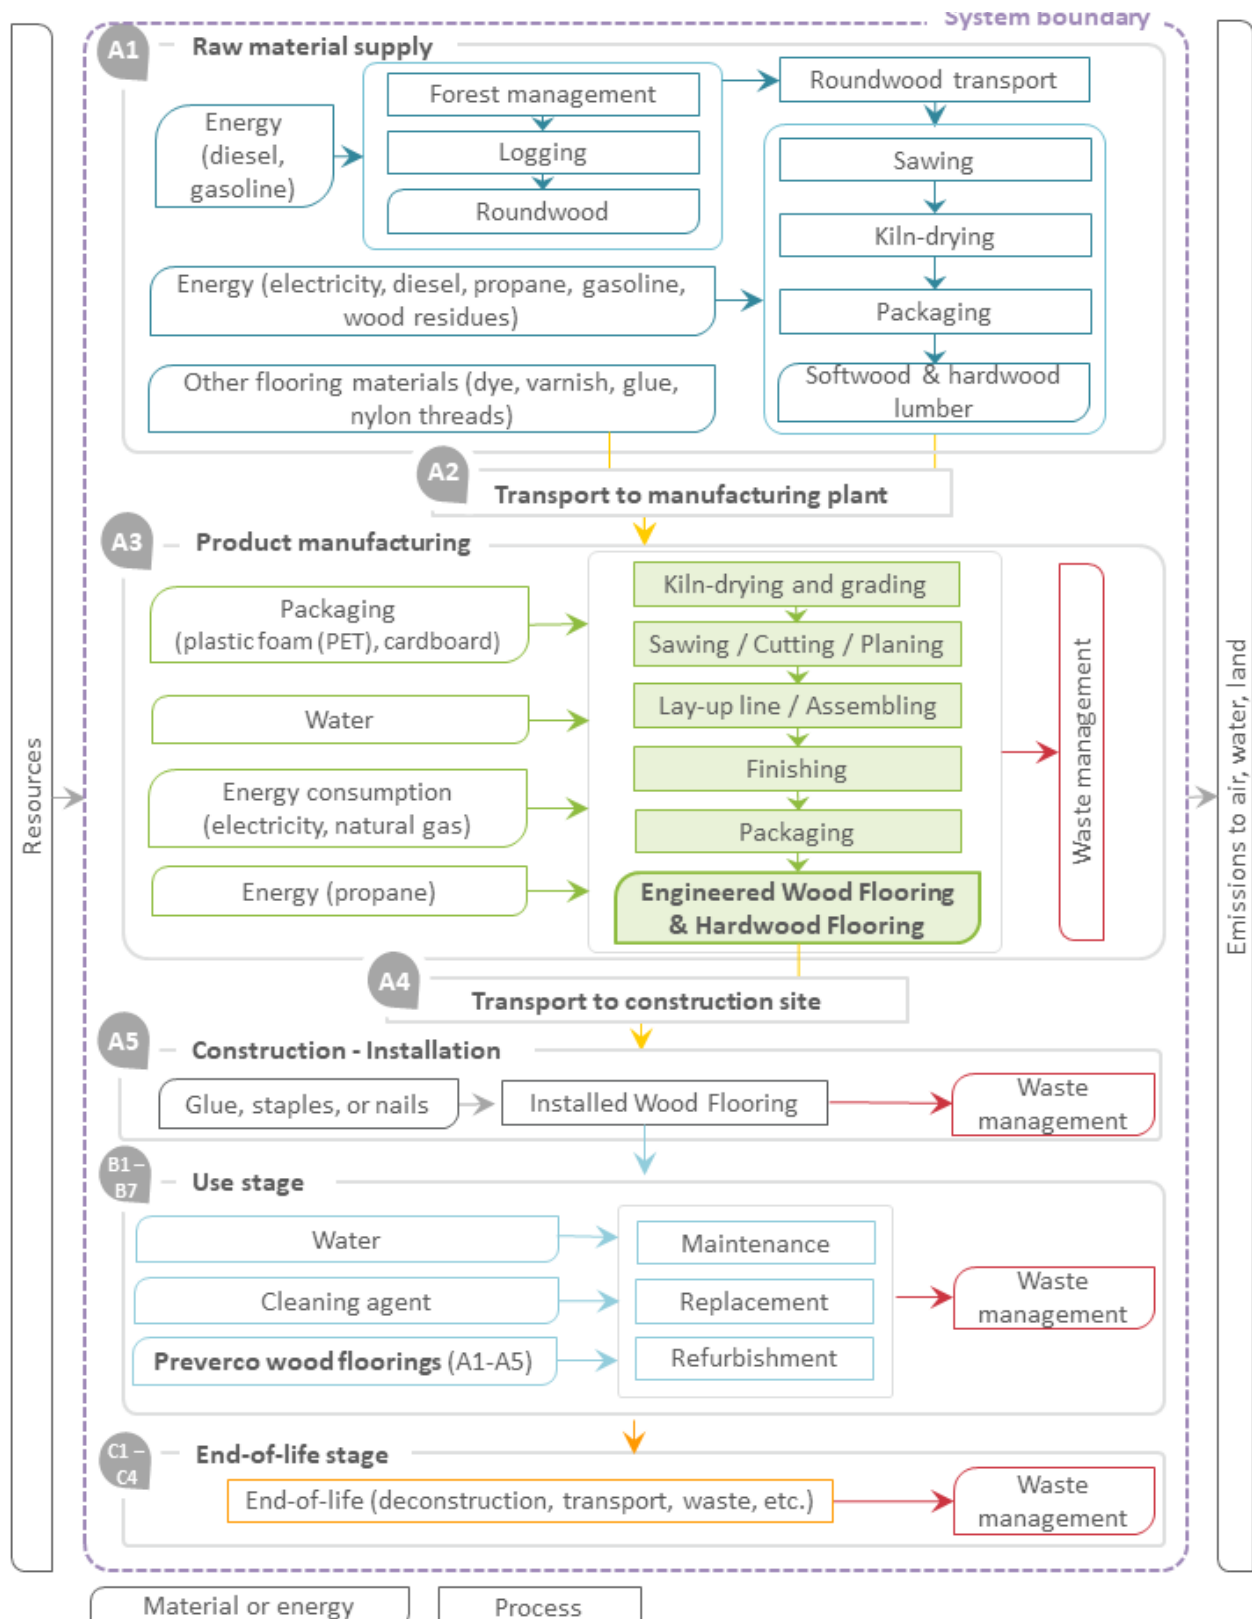 System boundary
A1
Raw material supply
Energy
(diesel,
gasoline)
Forest management
Logging
Roundwood
Roundwood transport
Sawing
Kiln-drying
Packaging
Softwood & hardwood
lumber
Energy (electricity, diesel, propane, gasoline,
wood residues)
Other flooring materials (dye, varnish, glue,
nylon threads)
A2
Transport to manufacturing plant
A3
Product manufacturing
Packaging
(plastic foam (PET), cardboard)
Water
Energy consumption
(electricity, natural gas)
Energy (propane)
Kiln-drying and grading
Sawing / Cutting / Planing
Lay-up line / Assembling
Finishing
Packaging
Engineered Wood Flooring
& Hardwood Flooring
Waste management
A4
Transport to construction site
A5
Construction - Installation
Glue, staples, or nails
Installed Wood Flooring
Waste
management
B1 –
B7
Use stage
Water
Cleaning agent
Preverco wood floorings (A1-A5)
Maintenance
Replacement
Refurbishment
Waste
management
C1 –
C4
End-of-life stage
End-of-life (deconstruction, transport, waste, etc.)
Waste
management
Resources
Emissions to air, water, land
Material or energy
Process